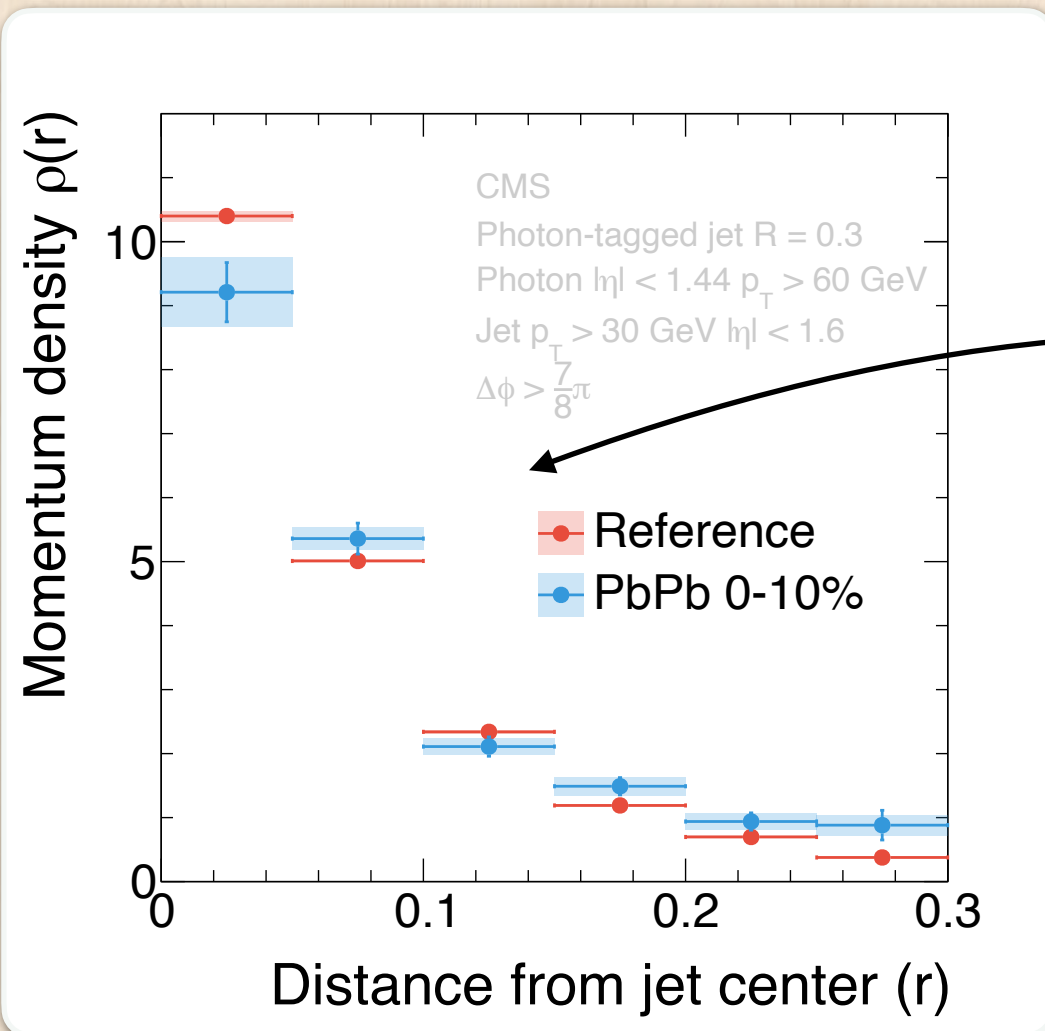 Momentum density ρ(r)
10
5
0
CMS
Photon-tagged jet R = 0.3
Photon |η| < 1.44 p_T > 60 GeV
Jet p_T > 30 GeV |η| < 1.6
Δϕ > 7/8 π
Reference
PbPb 0-10%
0 0.1 0.2 0.3
Distance from jet center (r)